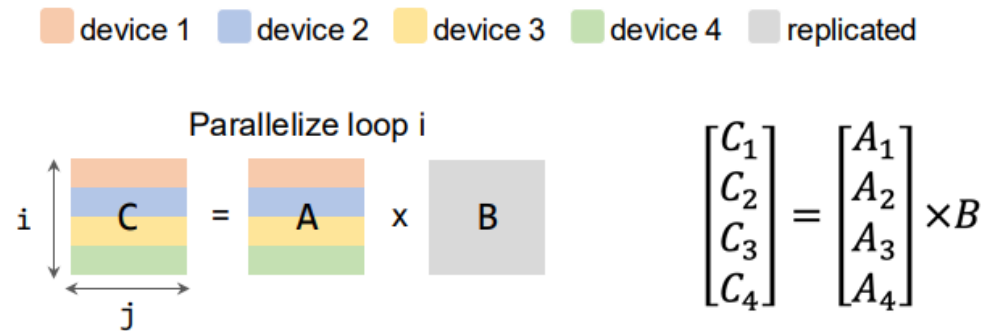 device 1 device 2 device 3 device 4 replicated
Parallelize loop i
i C = A x B
j
[C₁ C₂ C₃ C₄] = [A₁ A₂ A₃ A₄] ×B